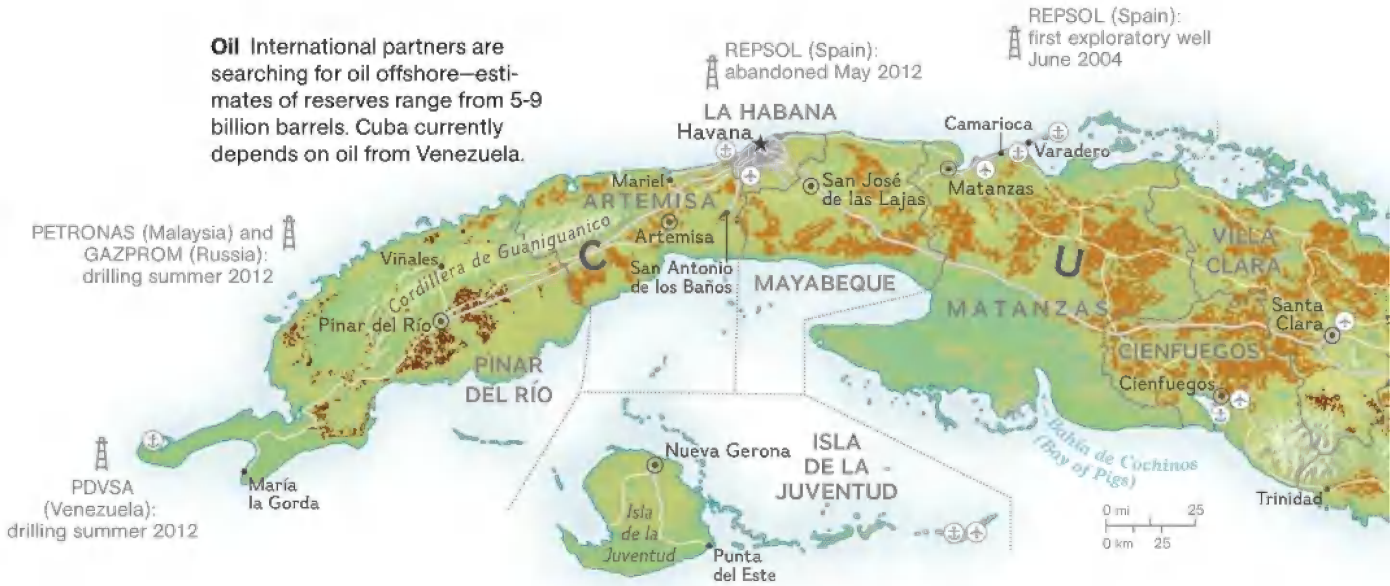 Oil International partners are
searching for oil offshore—esti-
mates of reserves range from 5-9
billion barrels. Cuba currently
depends on oil from Venezuela.
REPSOL (Spain):
abandoned May 2012
REPSOL (Spain):
first exploratory well
June 2004
PETRONAS (Malaysia) and
GAZPROM (Russia):
drilling summer 2012
PDVSA
(Venezuela):
drilling summer 2012
LA HABANA
Havana
Camarioca
Varadero
Matanzas
San José
de las Lajas
Mariel
ARTEMISA
Artemisa
Cordillera de Guaniguanico
C
U
Viñales
San Antonio
de los Baños
MAYABEQUE
MATANZAS
VILLA
CLARA
Santa
Clara
Pinar del Río
PINAR
DEL RÍO
CIENFUEGOS
Cienfuegos
María
la Gorda
Nueva Gerona
ISLA
DE LA
JUVENTUD
Isla
de la
Juventud
Punta
del Este
Bahía de Cochinos
(Bay of Pigs)
Trinidad
0 mi 25
0 km 25